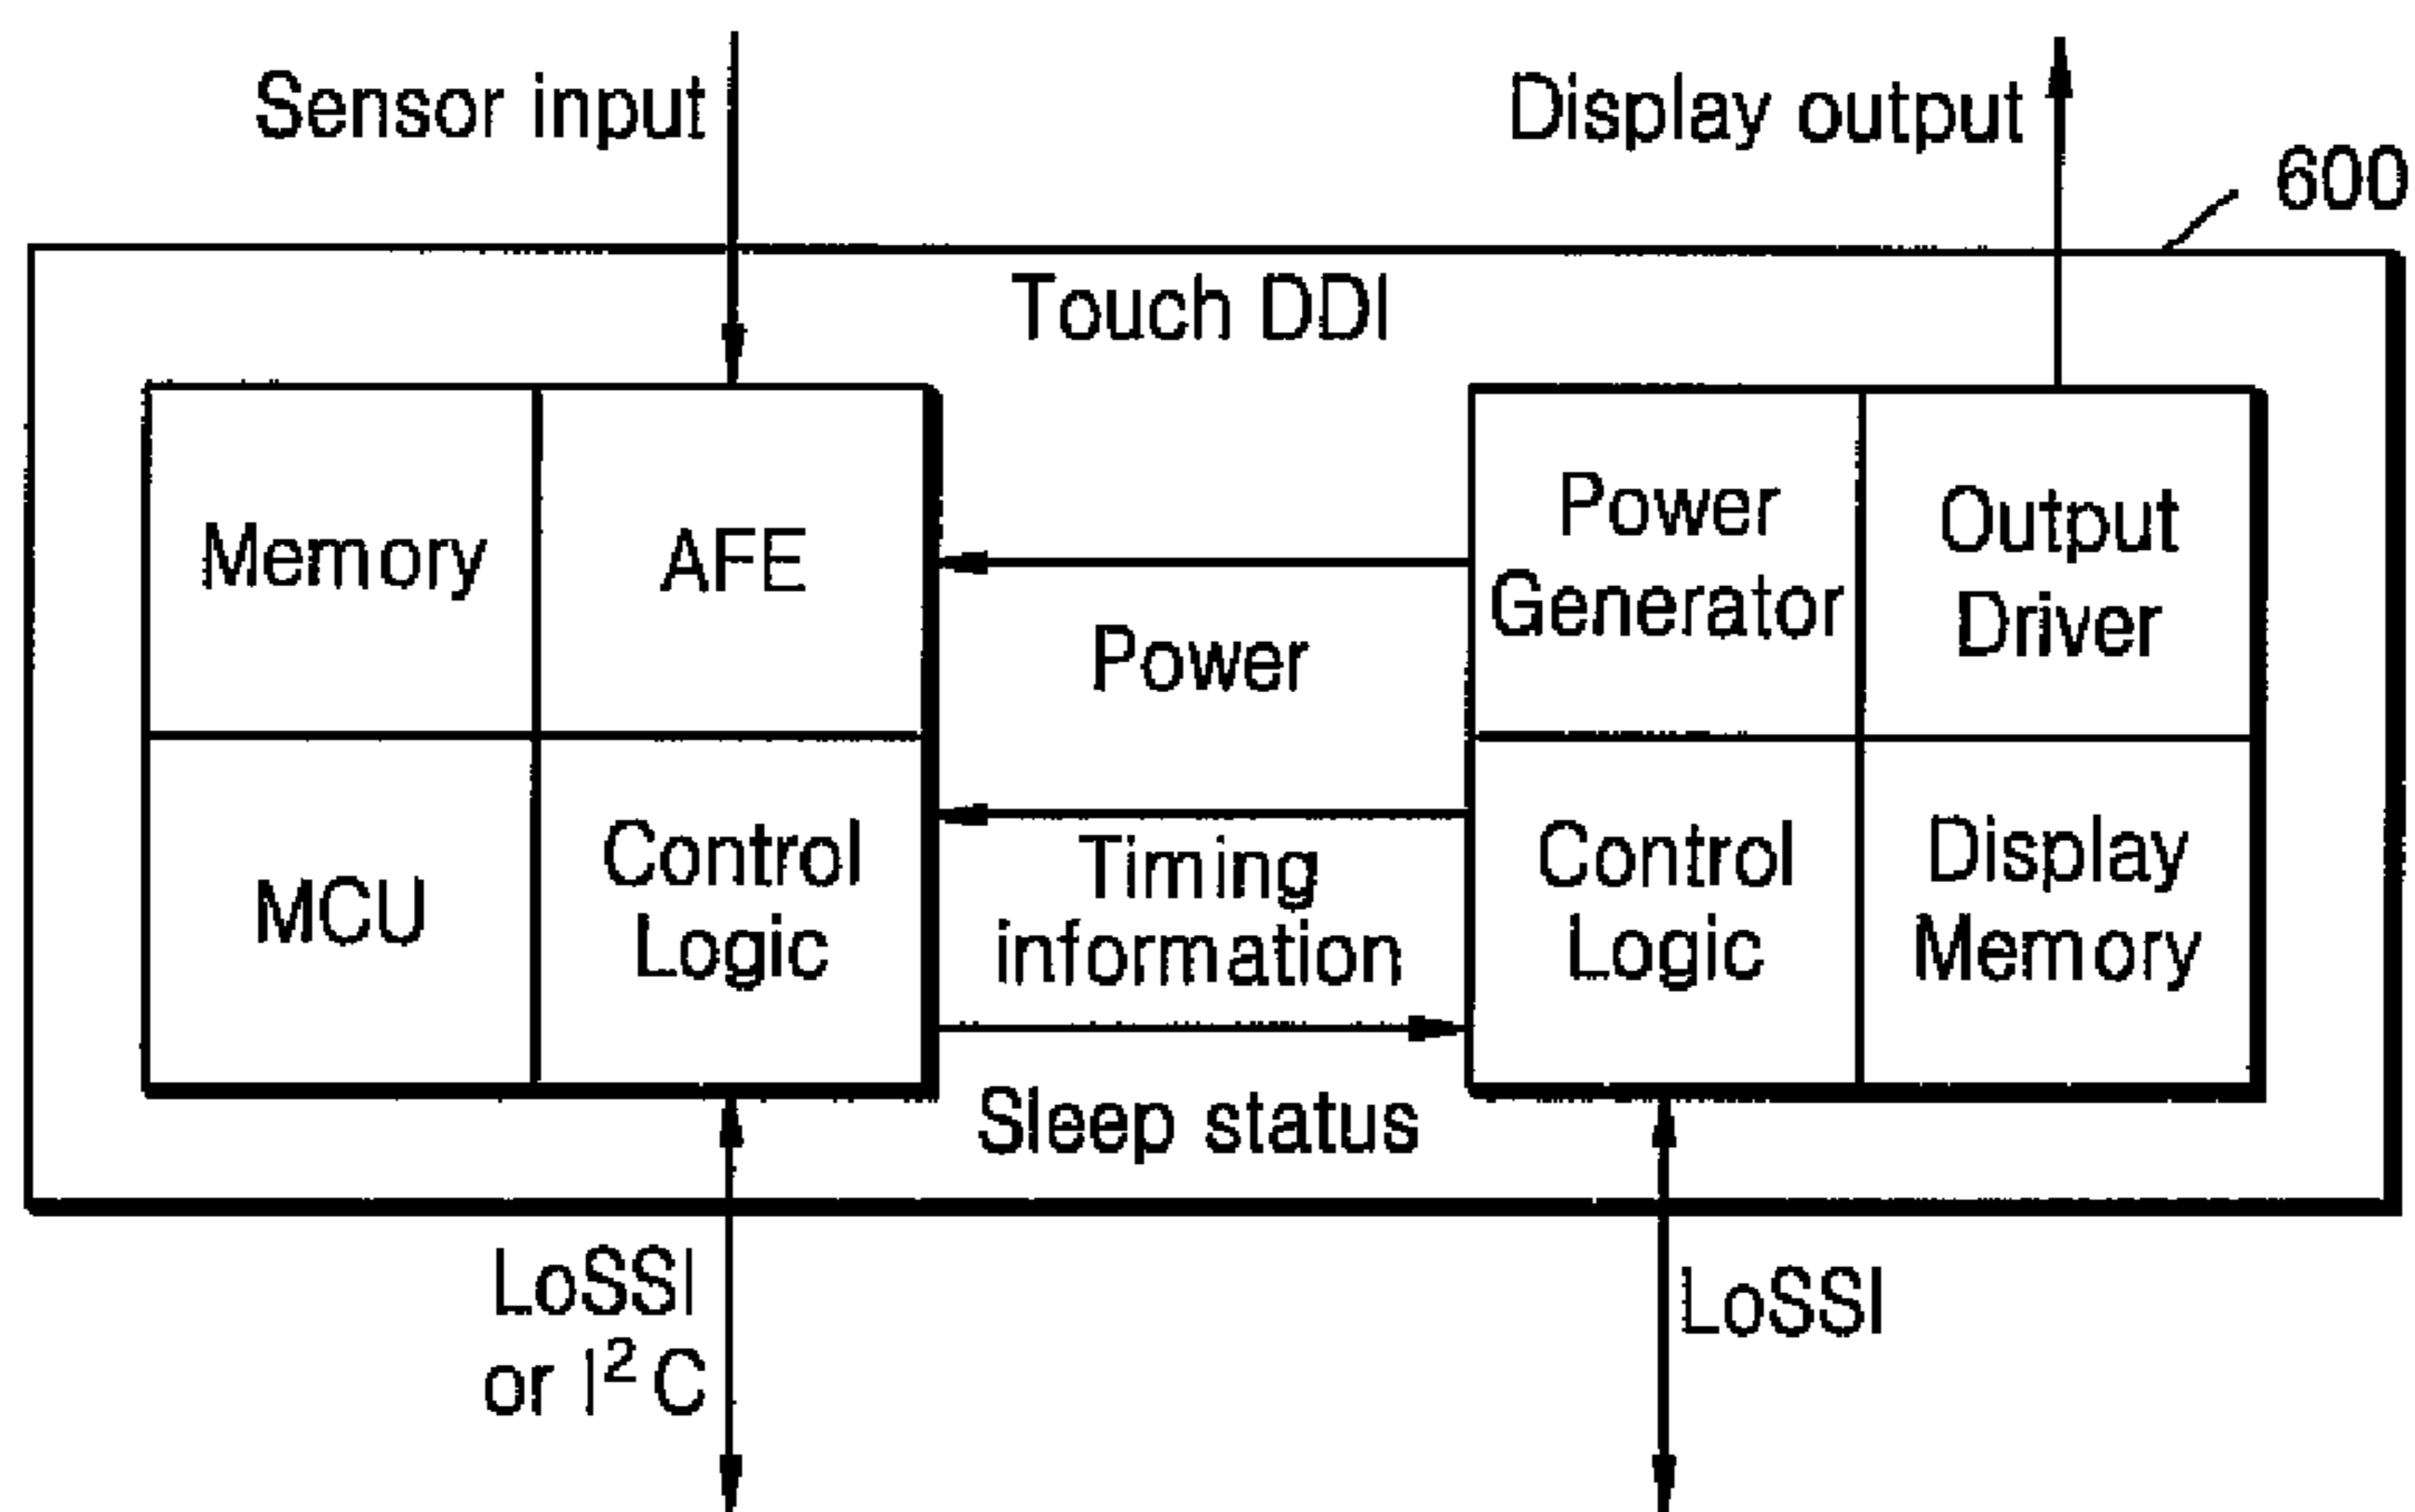 Sensor input
Display output
600
Touch DDI
Memory
AFE
Power
Generator
Output
Driver
Power
MCU
Control
Logic
Timing
information
Control
Logic
Display
Memory
Sleep status
LoSSI
or I² C
LoSSI